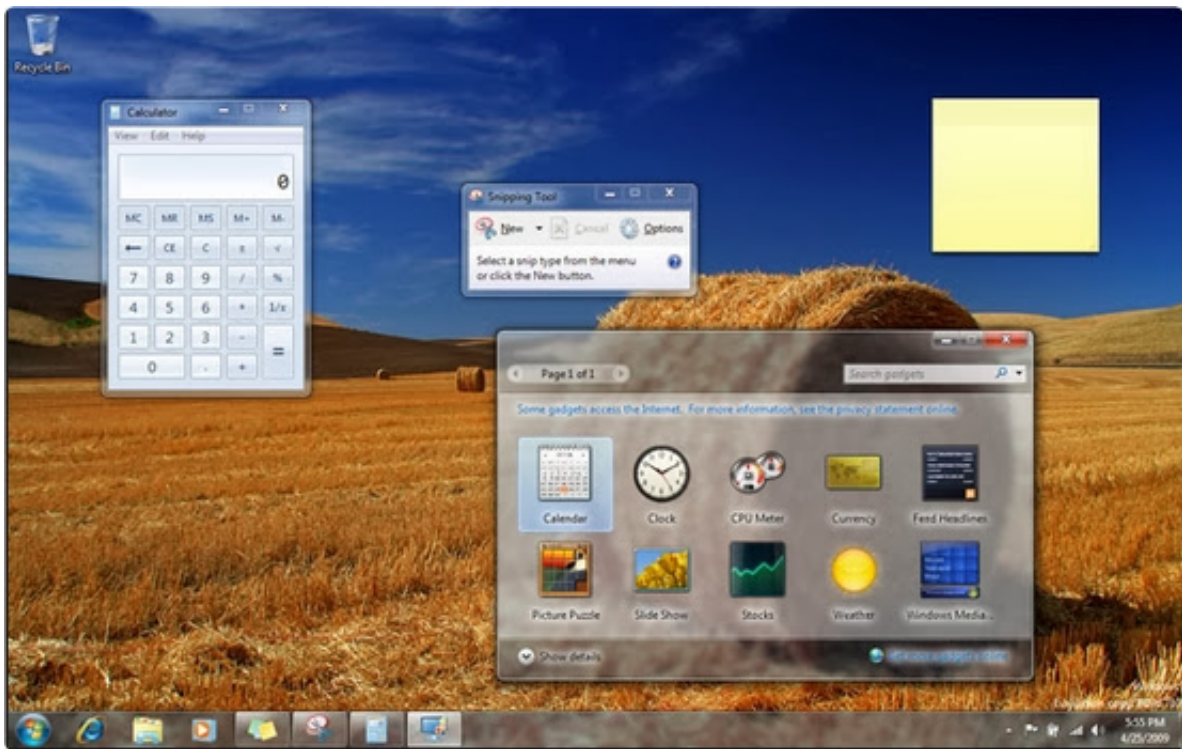 Recycle Bin
Calculator
View Edit Help
0
MC MR MS M+ M-
← CE C ± √
7 8 9 / %
4 5 6 * 1/x
1 2 3 - =
0 . +
Snipping Tool
New Cancel Options
Select a snip type from the menu
or click the New button.
Page 1 of 1
Search gadgets
Some gadgets access the Internet. For more information, see the privacy statement online.
Calendar Clock CPU Meter Currency Feed Headlines
Picture Puzzle Slide Show Stocks Weather Windows Media...
Show details
Get more gadgets online
5:55 PM
4/25/2009